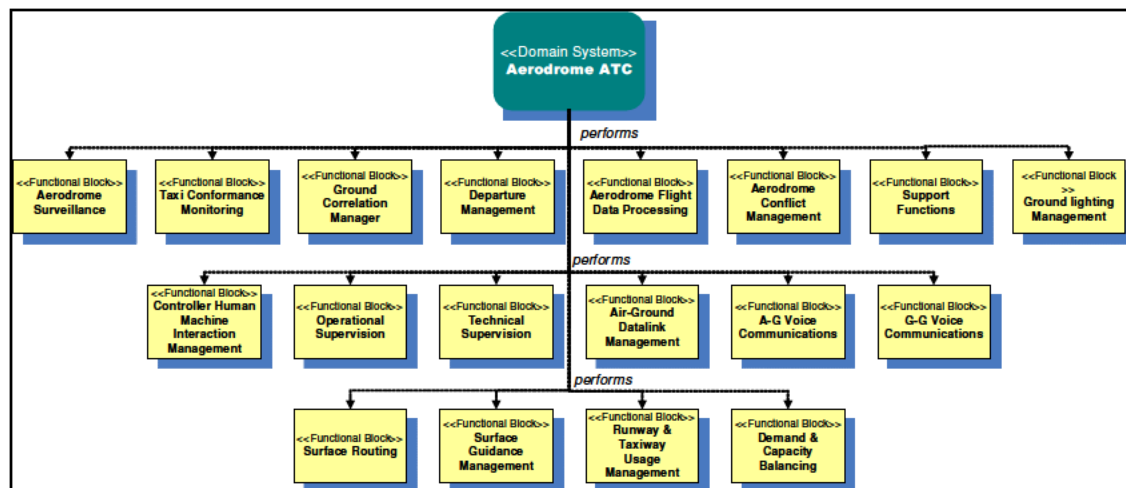 <<Domain System>>
Aerodrome ATC
performs
<<Functional Block>>
Aerodrome
Surveillance
<<Functional Block>>
Taxi Conformance
Monitoring
<<Functional Block>>
Ground
Correlation
Manager
<<Functional Block>>
Departure
Management
<<Functional Block>>
Aerodrome Flight
Data Processing
<<Functional Block>>
Aerodrome
Conflict
Management
<<Functional Block>>
Support
Functions
<<Functional Block
>>
Ground lighting
Management
performs
<<Functional Block>>
Controller Human
Machine
Interaction
Management
<<Functional Block>>
Operational
Supervision
<<Functional Block>>
Technical
Supervision
<<Functional Block>>
Air-Ground
Datalink
Management
<<Functional Block>>
A-G Voice
Communications
<<Functional Block>>
G-G Voice
Communications
performs
<<Functional Block>>
Surface Routing
<<Functional Block>>
Surface
Guidance
Management
<<Functional Block>>
Runway &
Taxiway
Usage
Management
<<Functional Block>>
Demand &
Capacity
Balancing